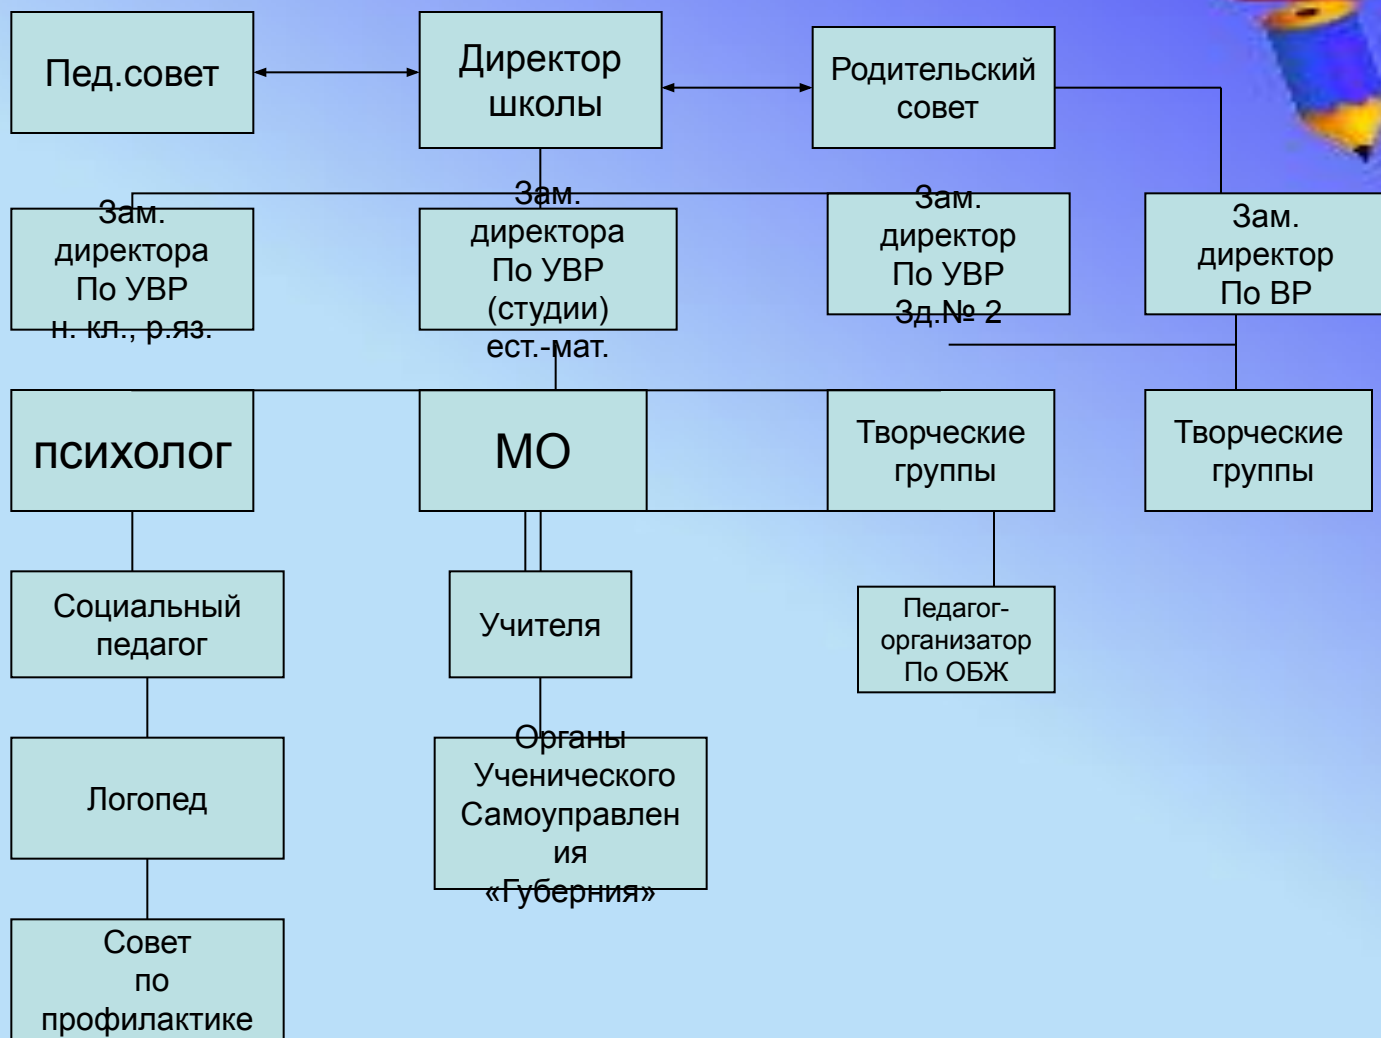 Пед.совет
Директор
школы
Родительский
совет
Зам.
директора
По УВР
н. кл., р.яз.
Зам.
директора
По УВР
(студии)
ест.-мат.
Зам.
директор
По УВР
Зд.№ 2
Зам.
директор
По ВР
психолог
МО
Творческие
группы
Творческие
группы
Социальный
педагог
Учителя
Педагог-
организатор
По ОБЖ
Логопед
Органы
Ученического
Самоуправлен
ия
«Губерния»
Совет
по
профилактике